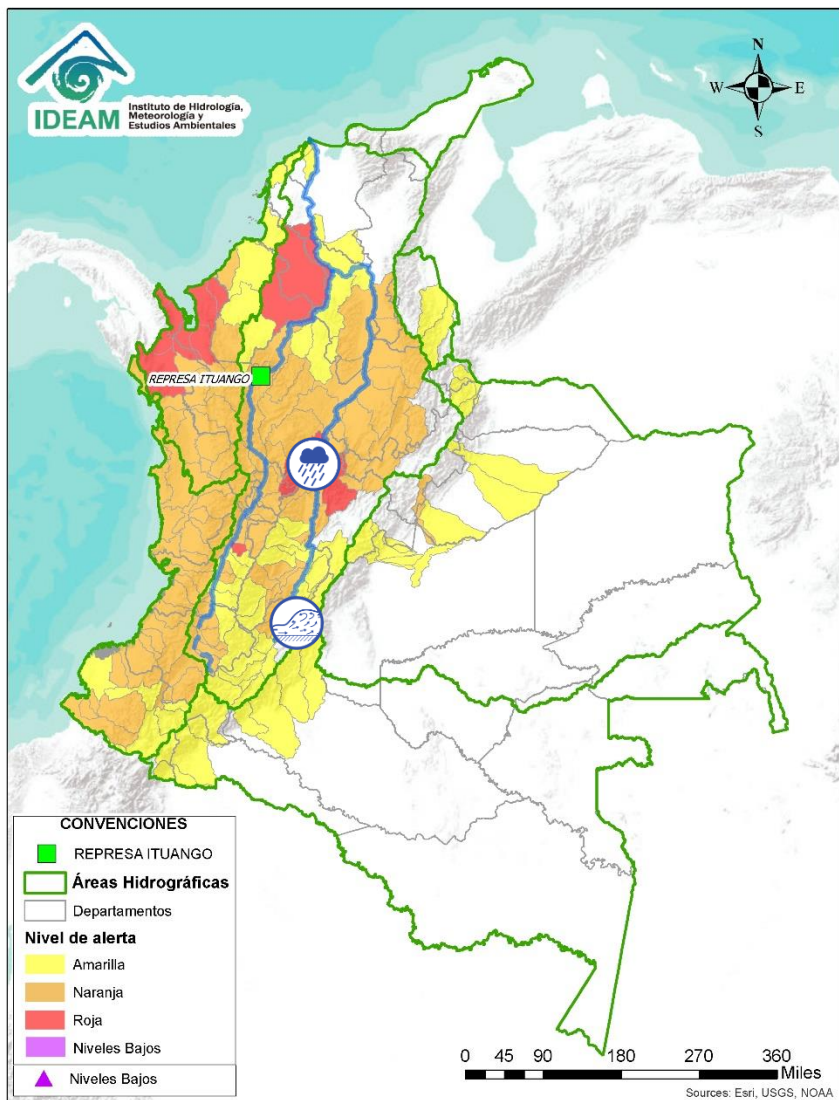 IDEAM
Instituto de Hidrología,
Meteorología y
Estudios Ambientales
N
W E
S
REPRESA ITUANGO
CONVENCIONES
REPRESA ITUANGO
Áreas Hidrográficas
Departamentos
Nivel de alerta
Amarilla
Naranja
Roja
Niveles Bajos
Niveles Bajos
0 45 90 180 270 360
Miles
Sources: Esri, USGS, NOAA